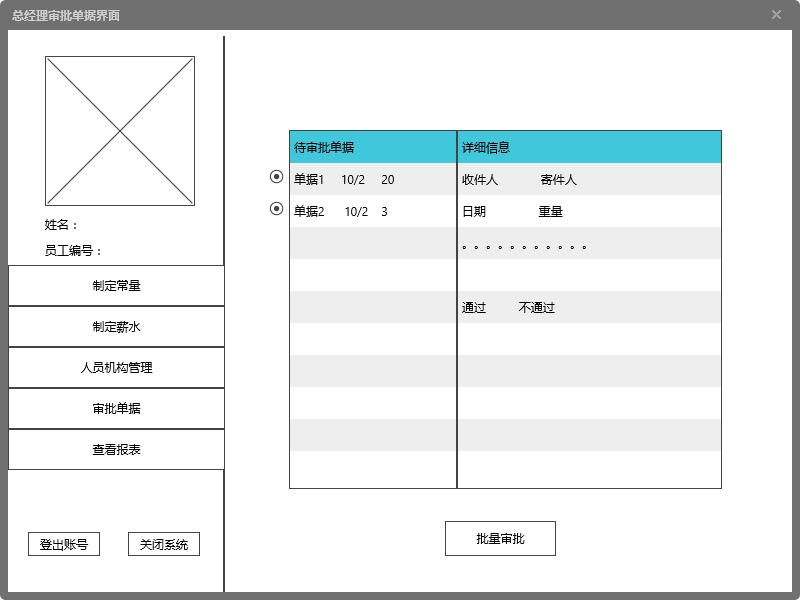 总经理审批单据界面
姓名：
员工编号：
制定常量
制定薪水
人员机构管理
审批单据
查看报表
登出账号 关闭系统
待审批单据 详细信息
单据1 10/2 20 收件人 寄件人
单据2 10/2 3 日期 重量
。。。。。。。。。。。
通过 不通过
批量审批